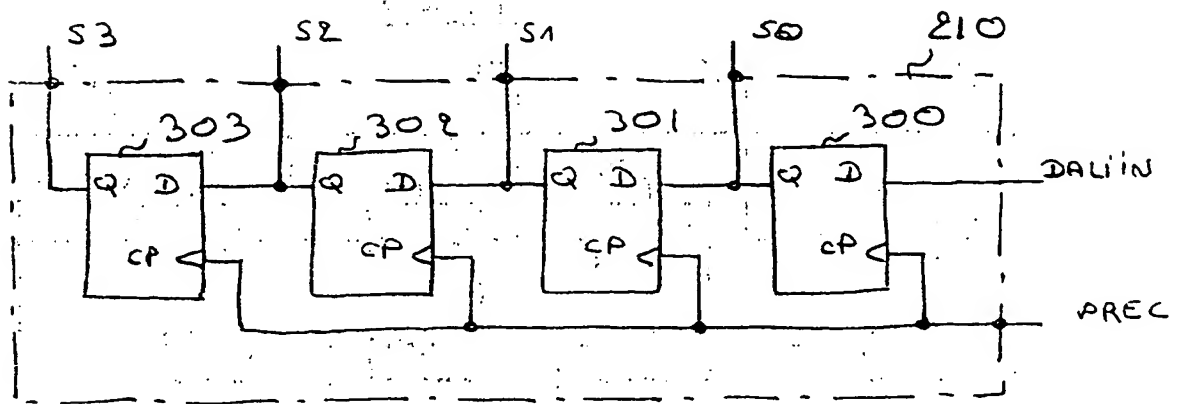 S3 S2 S1 S0 210
303 302 301 300
Q D Q D Q D Q D DALIIN
CP CP CP CP
PREC